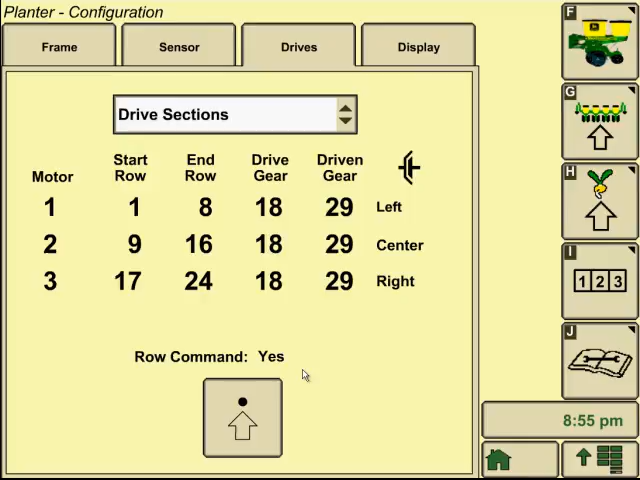 Planter - Configuration
Frame
Sensor
Drives
Display
Drive Sections
Motor
Start Row
End Row
Drive Gear
Driven Gear
1 1 8 18 29 Left
2 9 16 18 29 Center
3 17 24 18 29 Right
Row Command: Yes
F
G
H
I
1 2 3
J
8:55 pm